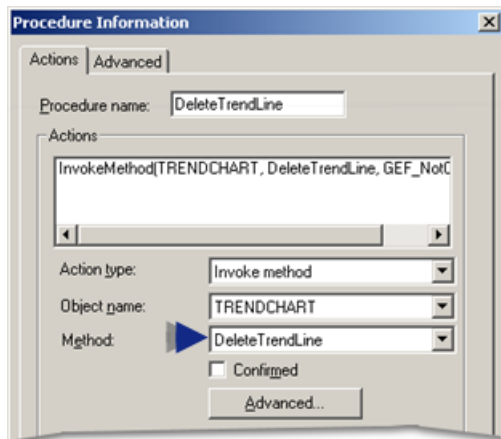 Procedure Information
Actions Advanced
Procedure name: DeleteTrendLine
Actions
InvokeMethod(TRENDCHART, DeleteTrendLine, GEF_Not
Action type: Invoke method
Object name: TRENDCHART
Method: DeleteTrendLine
Confirmed
Advanced...